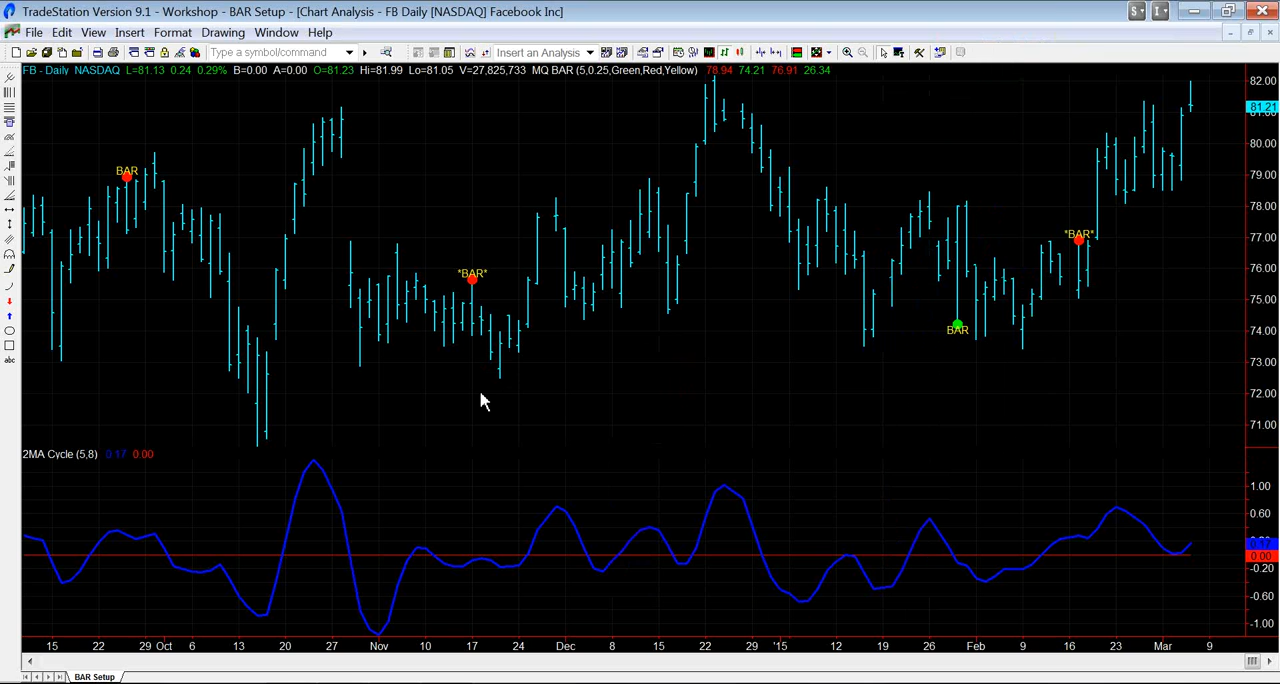 TradeStation Version 9.1 - Workshop - BAR Setup - [Chart Analysis - FB Daily [NASDAQ] Facebook Inc]
File Edit View Insert Format Drawing Window Help
Type a symbol/command
Insert an Analysis
FB - Daily NASDAQ L=81.13 0.24 0.29% B=0.00 A=0.00 O=81.23 Hi=81.99 Lo=81.05 V=27,825,733 MQ BAR (5,0.25,Green,Red,Yellow) 78.94 74.21 76.91 26.34
82.00
81.21
81.00
80.00
79.00
78.00
77.00
76.00
75.00
74.00
73.00
72.00
71.00
BAR
*BAR*
BAR
*BAR*
2MA Cycle (5,8) 0.17 0.00
1.00
0.60
0.17
0.00
-0.20
-0.60
-1.00
15 22 29 Oct 6 13 20 27 Nov 10 17 24 Dec 8 15 22 29 '15 12 19 26 Feb 9 16 23 Mar 9
abc
BAR Setup